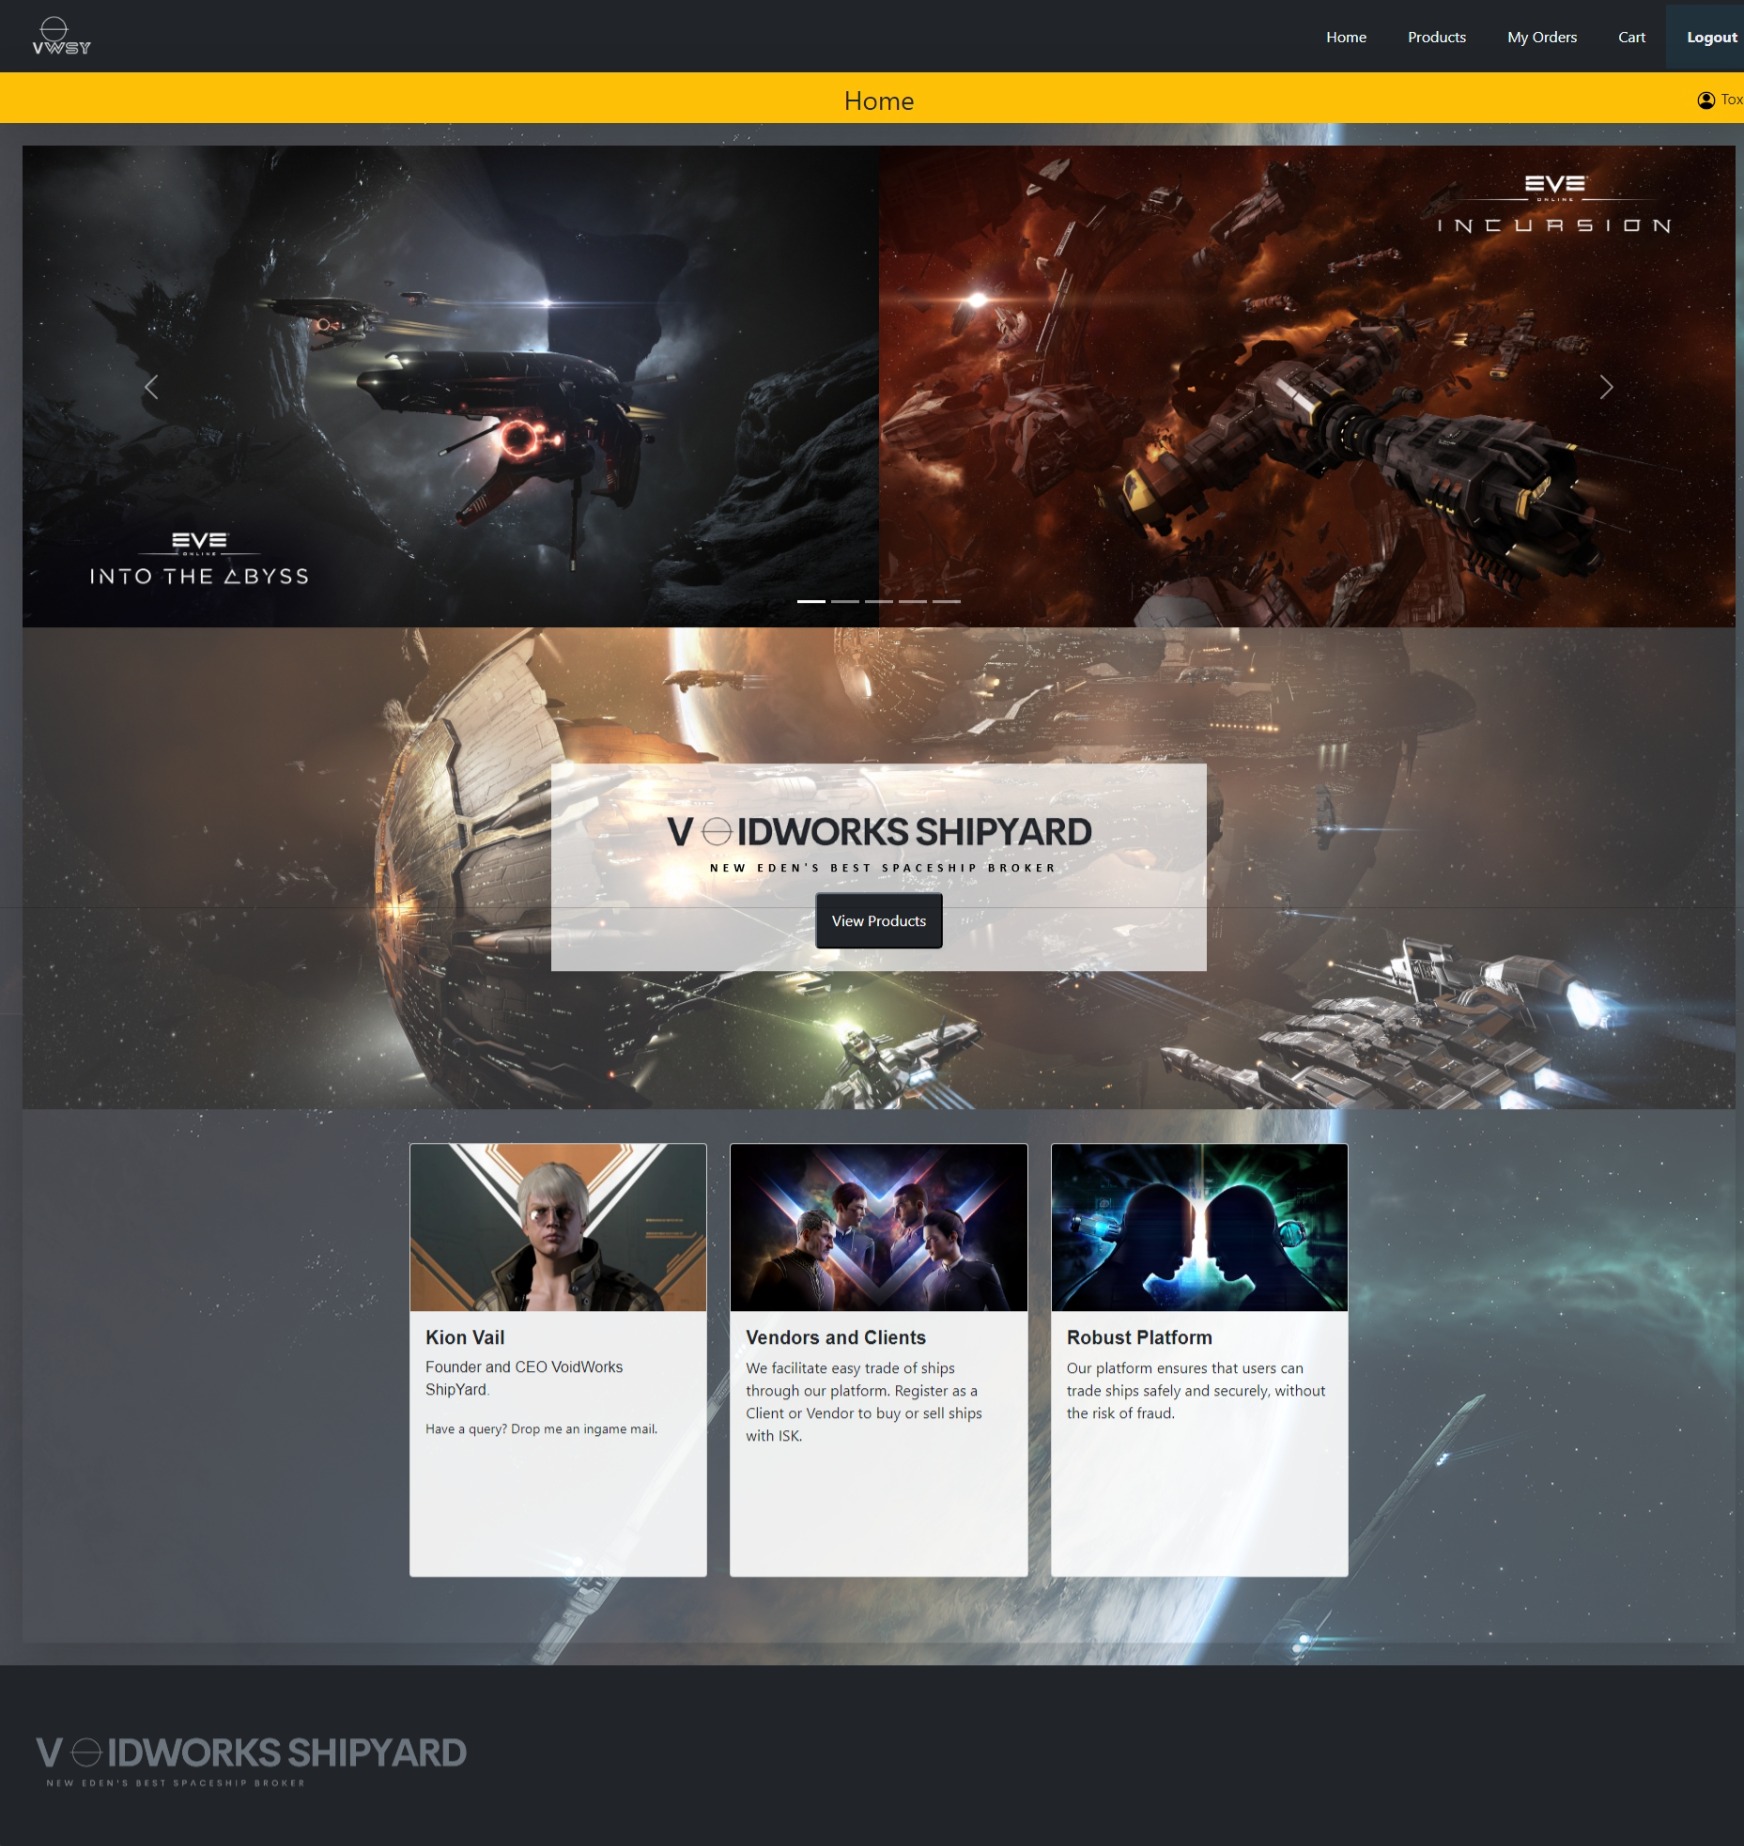 VWSY
Home Products My Orders Cart Logout
Home
Tox
EVE
ONLINE
INCURSION
EVE
ONLINE
INTO THE ABYSS
VOIDWORKS SHIPYARD
NEW EDEN'S BEST SPACESHIP BROKER
View Products
Kion Vail
Founder and CEO VoidWorks
ShipYard.
Have a query? Drop me an ingame mail.
Vendors and Clients
We facilitate easy trade of ships
through our platform. Register as a
Client or Vendor to buy or sell ships
with ISK.
Robust Platform
Our platform ensures that users can
trade ships safely and securely, without
the risk of fraud.
VOIDWORKS SHIPYARD
NEW EDEN'S BEST SPACESHIP BROKER